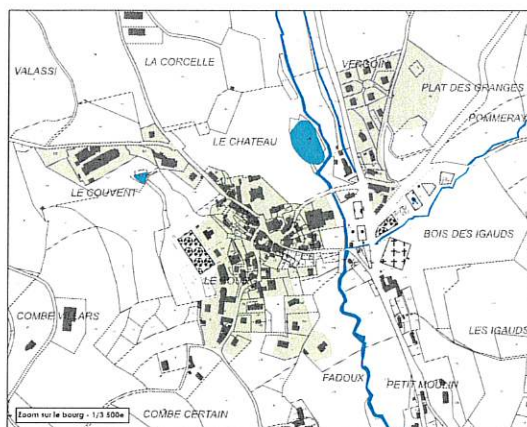 LA CORCELLE
VERGOIN
VALASSI
PLAT DES GRANGES
POMMERAY
LE CHATEAU
LE COUVENT
BOIS DES IGAUDS
LE BOURG
COMBE VILLARS
LES IGAUDS
FADOUX
PETIT MOULIN
COMBE CERTAIN
Zoom sur le bourg - 1/3 500e